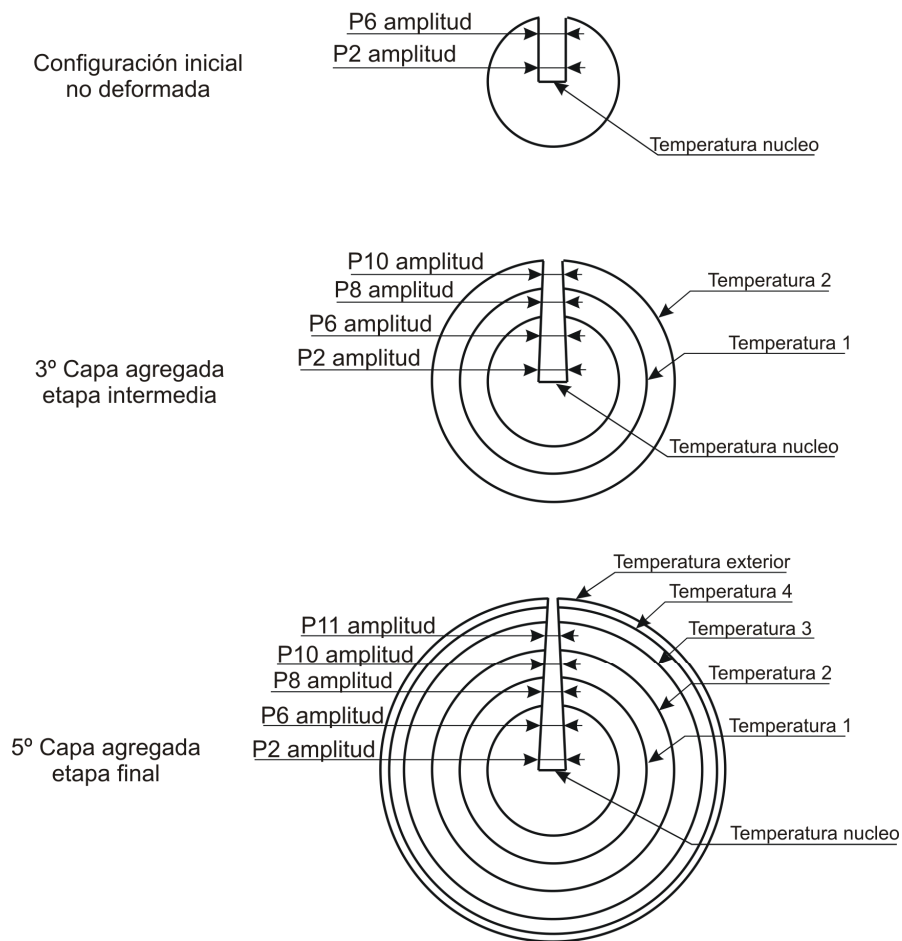 P6 amplitud
P2 amplitud
Configuración inicial
no deformada
Temperatura nucleo
P10 amplitud
P8 amplitud
P6 amplitud
P2 amplitud
Temperatura 2
Temperatura 1
3º Capa agregada
etapa intermedia
Temperatura nucleo
Temperatura exterior
Temperatura 4
Temperatura 3
Temperatura 2
Temperatura 1
P11 amplitud
P10 amplitud
P8 amplitud
P6 amplitud
P2 amplitud
5º Capa agregada
etapa final
Temperatura nucleo